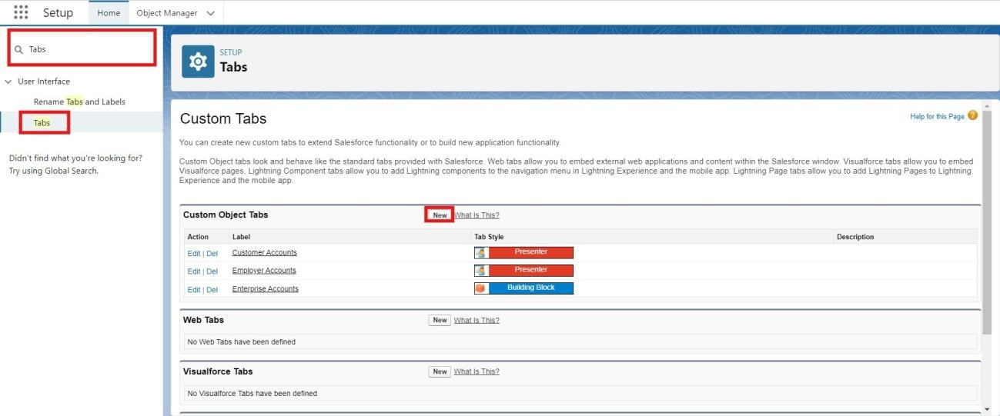 Setup
Home
Object Manager
Tabs
User Interface
Rename Tabs and Labels
Tabs
Didn't find what you're looking for?
Try using Global Search.
SETUP
Tabs
Custom Tabs
Help for this Page ?
You can create new custom tabs to extend Salesforce functionality or to build new application functionality.
Custom Object tabs look and behave like the standard tabs provided with Salesforce. Web tabs allow you to embed external web applications and content within the Salesforce window. Visualforce tabs allow you to embed
Visualforce pages. Lightning Component tabs allow you to add Lightning components to the navigation menu in Lightning Experience and the mobile app. Lightning Page tabs allow you to add Lightning Pages to Lightning
Experience and the mobile app.
Custom Object Tabs New What Is This?
Action Label Tab Style Description
Edit | Del Customer Accounts Presenter
Edit | Del Employer Accounts Presenter
Edit | Del Enterprise Accounts Building Block
Web Tabs New What Is This?
No Web Tabs have been defined
Visualforce Tabs New What Is This?
No Visualforce Tabs have been defined